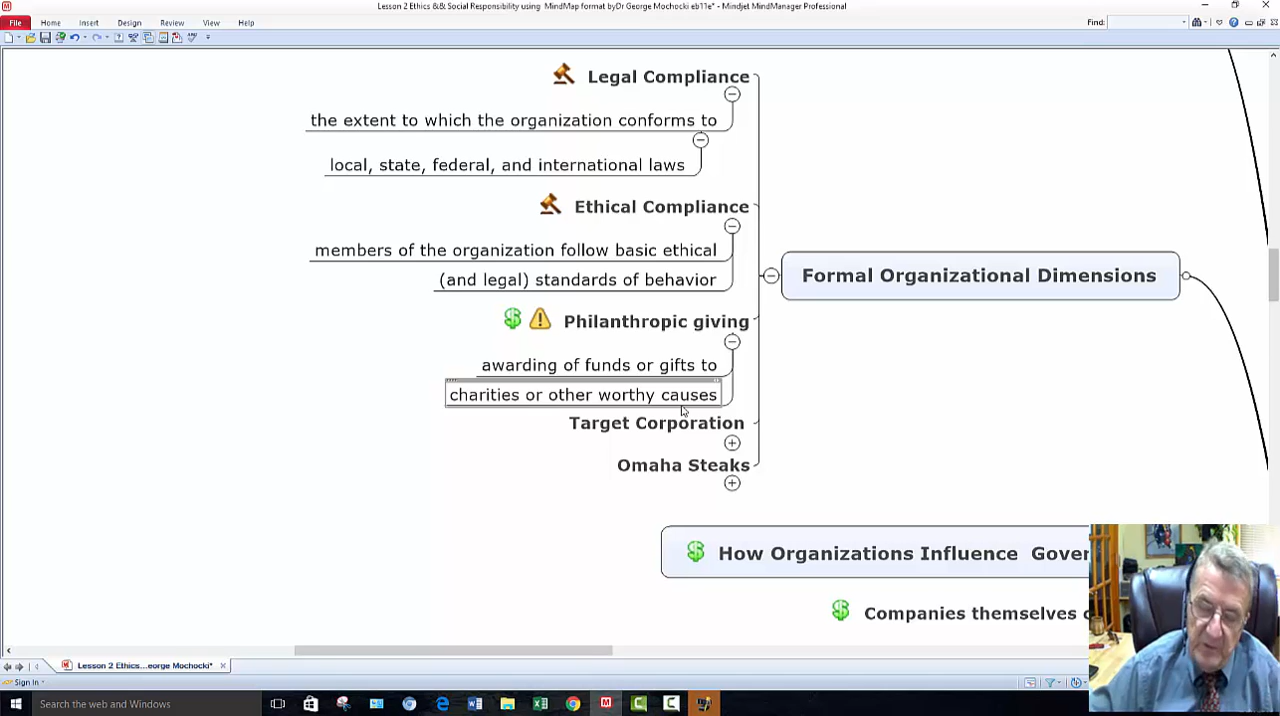 Lesson 2 Ethics && Social Responsibility using MindMap format byDr George Mochocki eb11e* - Mindjet MindManager Professional
File Home Insert Design Review View Help Find:
Legal Compliance
the extent to which the organization conforms to
local, state, federal, and international laws
Ethical Compliance
members of the organization follow basic ethical
(and legal) standards of behavior
Formal Organizational Dimensions
Philanthropic giving
awarding of funds or gifts to
charities or other worthy causes
Target Corporation
Omaha Steaks
How Organizations Influence Gover
Companies themselves
Lesson 2 Ethics...eorge Mochocki*
Sign In
Search the web and Windows